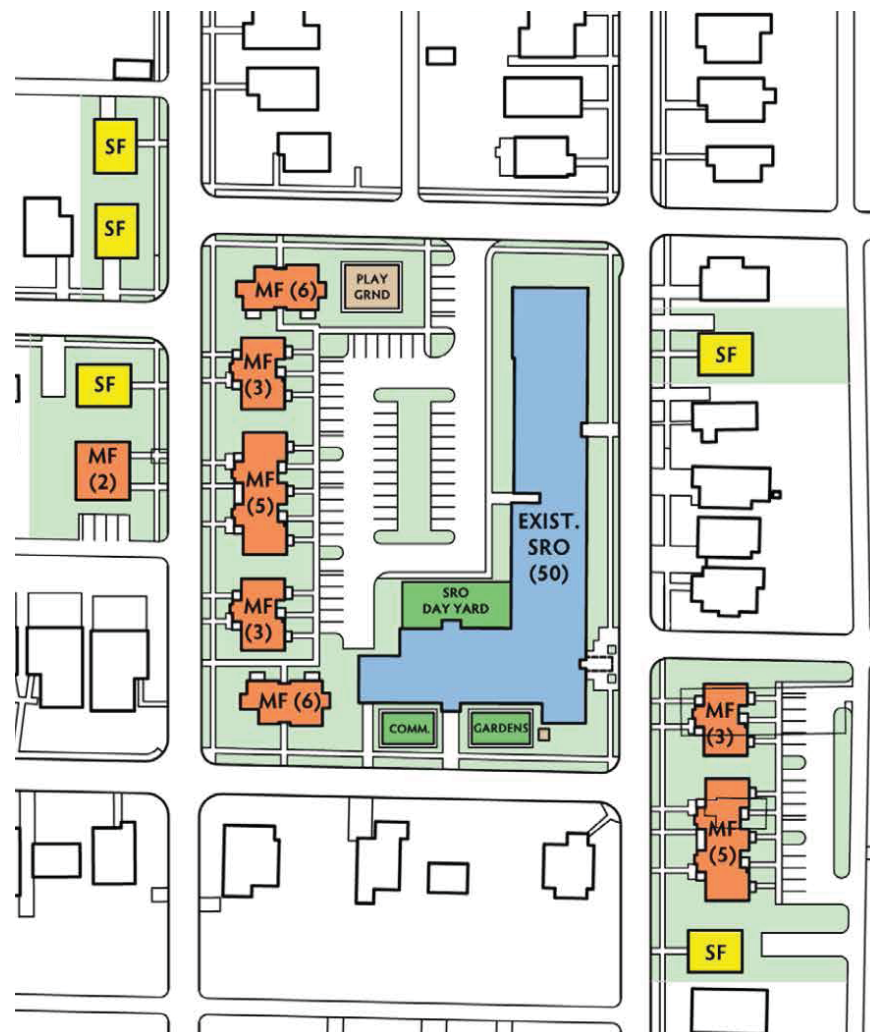 SF
SF
PLAY
GRND
MF (6)
MF
(3)
SF
SF
MF
(2)
MF
(5)
EXIST.
SRO
(50)
SRO
DAY YARD
MF
(3)
MF (6)
COMM.
GARDENS
MF
(3)
MF
(5)
SF